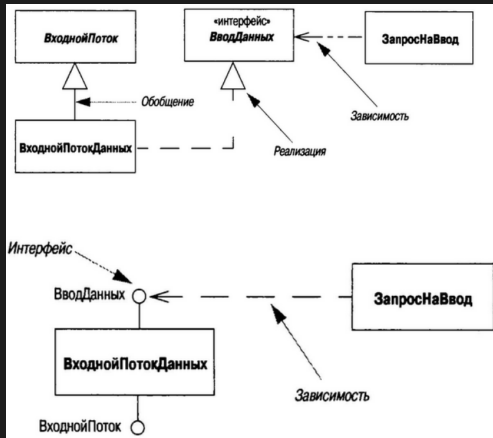 ВходнойПоток
«интерфейс»
ВводДанных
ЗапросНаВвод
Обобщение
Зависимость
ВходнойПотокДанных
Реализация
Интерфейс
ВводДанных
ЗапросНаВвод
ВходнойПотокДанных
Зависимость
ВходнойПоток